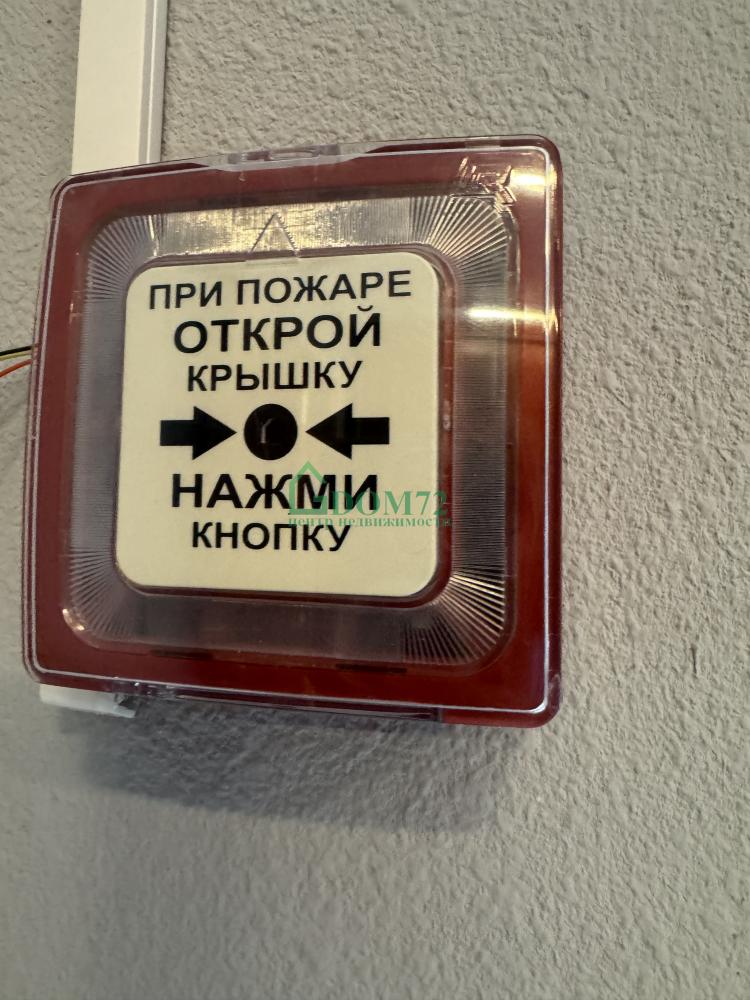 ПРИ ПОЖАРЕ
ОТКРОЙ
КРЫШКУ
НАЖМИ
DOM72
центр недвижимости
КНОПКУ